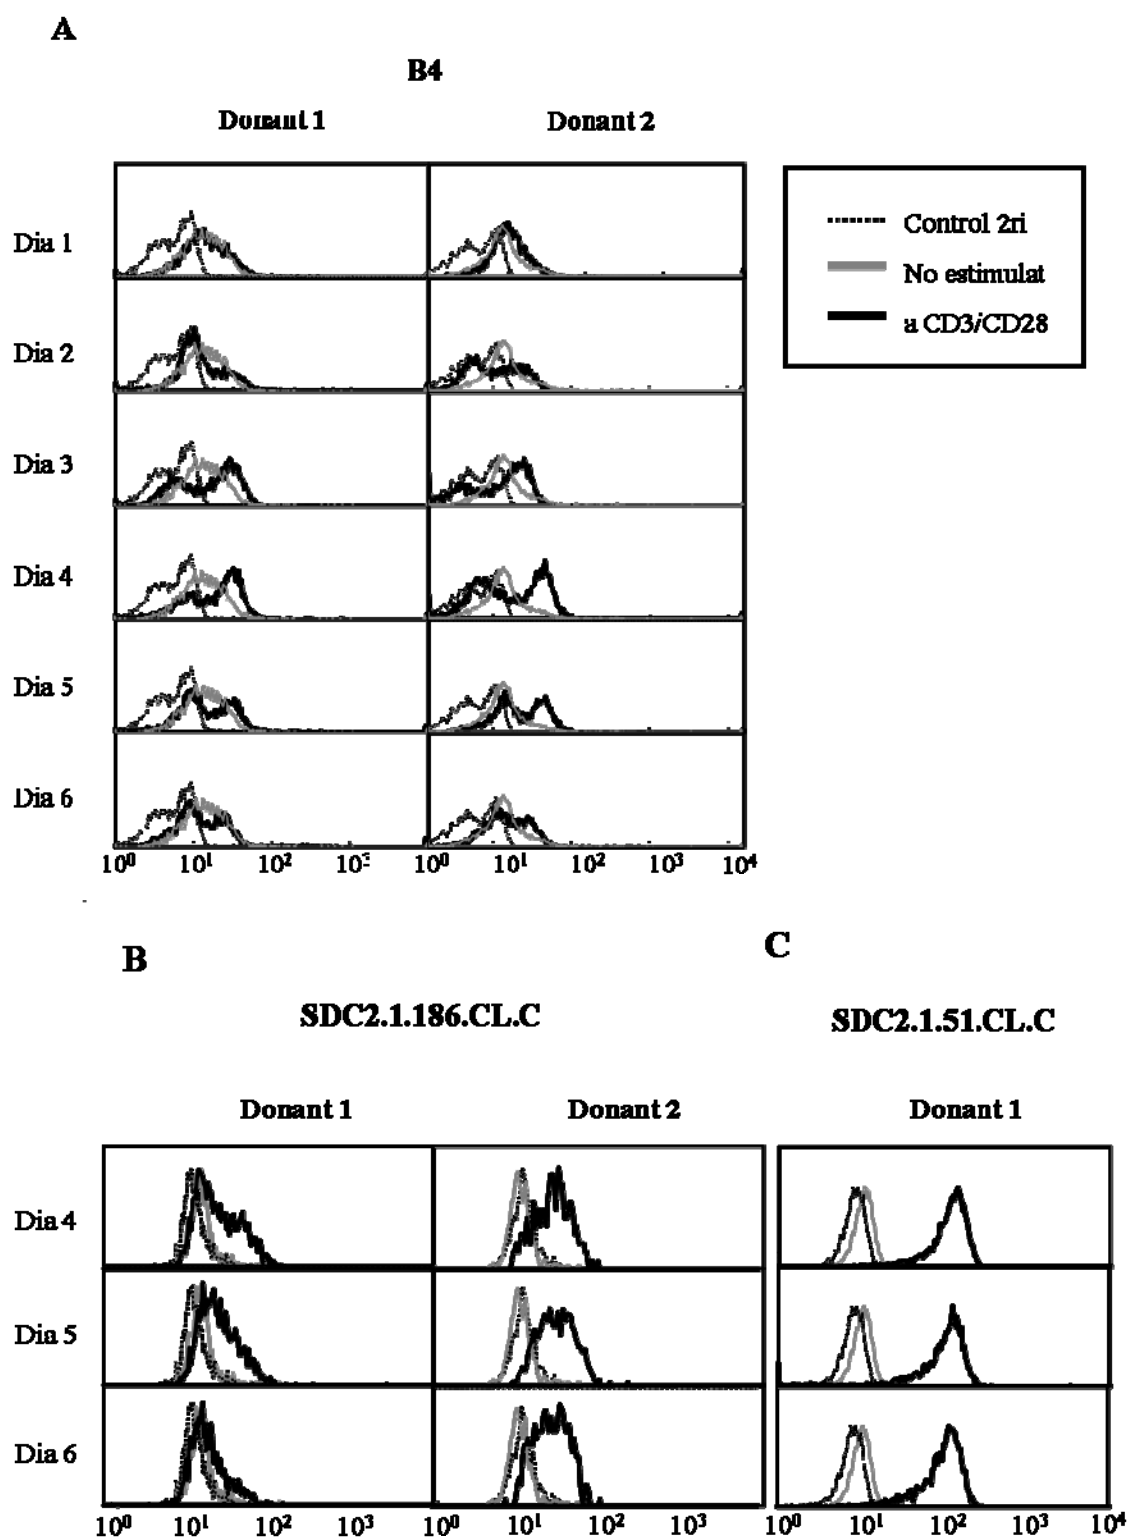 A
B4
Donant 1 Donant 2
Control 2ri
No estimulat
α CD3/CD28
Dia 1
Dia 2
Dia 3
Dia 4
Dia 5
Dia 6
10⁰ 10¹ 10² 10³ 10⁰ 10¹ 10² 10³ 10⁴
B
C
SDC2.1.186.CL.C
SDC2.1.51.CL.C
Donant 1 Donant 2 Donant 1
Dia 4
Dia 5
Dia 6
10⁰ 10¹ 10² 10³ 10⁰ 10¹ 10² 10³ 10⁰ 10¹ 10² 10³ 10⁴